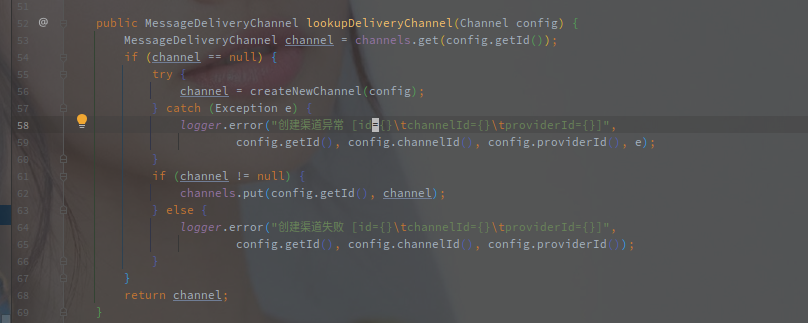 51
52 @ public MessageDeliveryChannel lookupDeliveryChannel(Channel config) {
53 MessageDeliveryChannel channel = channels.get(config.getId());
54 if (channel == null) {
55 try {
56 channel = createNewChannel(config);
57 } catch (Exception e) {
58 logger.error("创建渠道异常 [id={}\tchannelId={}\tproviderId={}]",
59 config.getId(), config.channelId(), config.providerId(), e);
60 }
61 if (channel != null) {
62 channels.put(config.getId(), channel);
63 } else {
64 logger.error("创建渠道失败 [id={}\tchannelId={}\tproviderId={}]",
65 config.getId(), config.channelId(), config.providerId());
66 }
67 }
68 return channel;
69 }